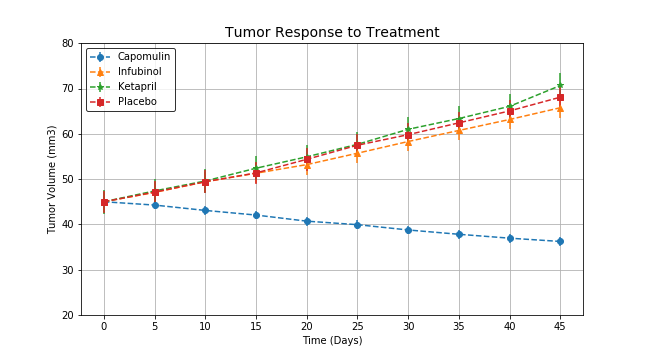 Tumor Response to Treatment
Capomulin
Infubinol
Ketapril
Placebo
Tumor Volume (mm3)
80
70
60
50
40
30
20
0 5 10 15 20 25 30 35 40 45
Time (Days)